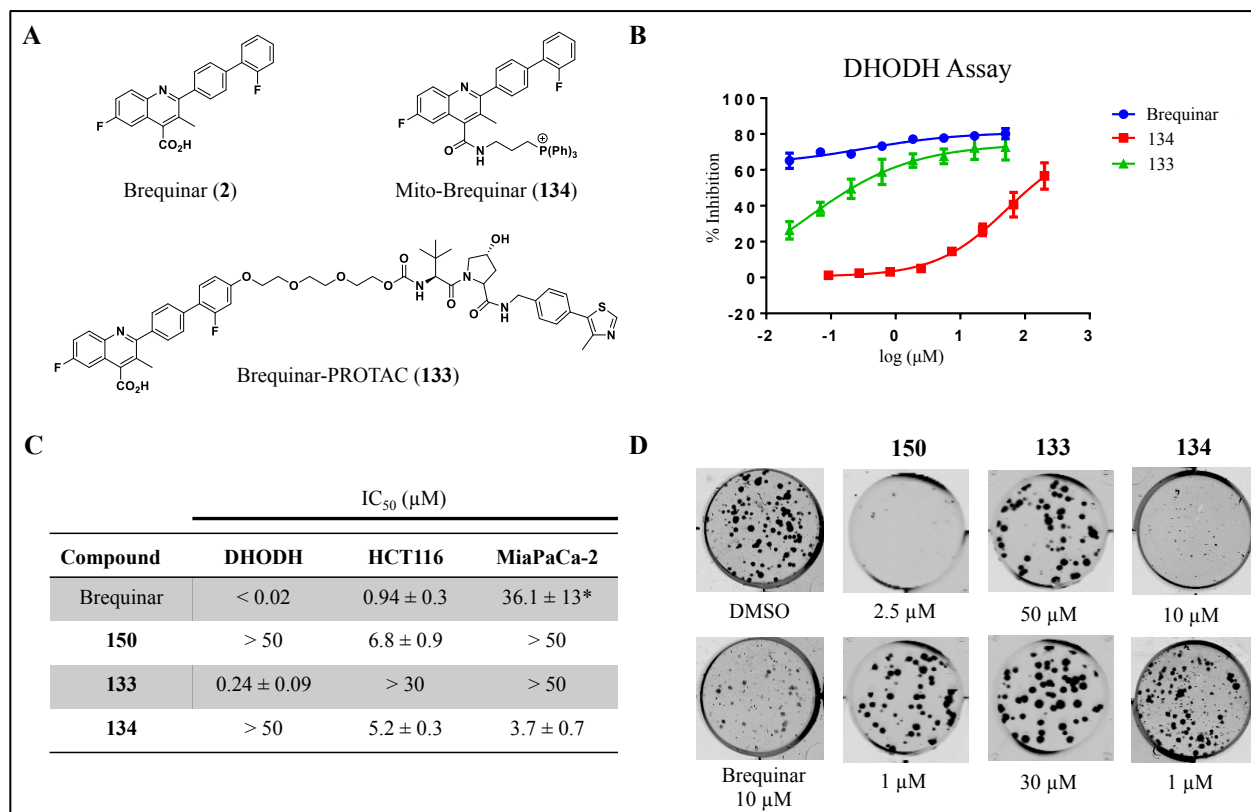 A
N
F
F
CO₂H
Brequinar (2)
N
F
F
O
N
H
P(Ph)₃
+
Mito-Brequinar (134)
OH
F
N
F
CO₂H
O
O
O
O
O
N
H
O
N
O
N
H
S
N
Brequinar-PROTAC (133)
B
DHODH Assay
% Inhibition
100
80
60
40
20
0
-20
-2
-1
0
1
2
3
log (µM)
Brequinar
134
133
C
IC₅₀ (µM)
Compound DHODH HCT116 MiaPaCa-2
Brequinar < 0.02 0.94 ± 0.3 36.1 ± 13*
150 > 50 6.8 ± 0.9 > 50
133 0.24 ± 0.09 > 30 > 50
134 > 50 5.2 ± 0.3 3.7 ± 0.7
D
150 133 134
DMSO 2.5 µM 50 µM 10 µM
Brequinar 1 µM 30 µM 1 µM
10 µM